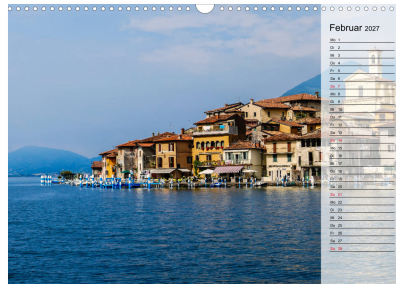 Februar 2027
Mo 1
Di 2
Mi 3
Do 4
Fr 5
Sa 6
So 7
Mo 8
Di 9
Mi 10
Do 11
Fr 12
Sa 13
So 14
Mo 15
Di 16
Mi 17
Do 18
Fr 19
Sa 20
So 21
Mo 22
Di 23
Mi 24
Do 25
Fr 26
Sa 27
So 28